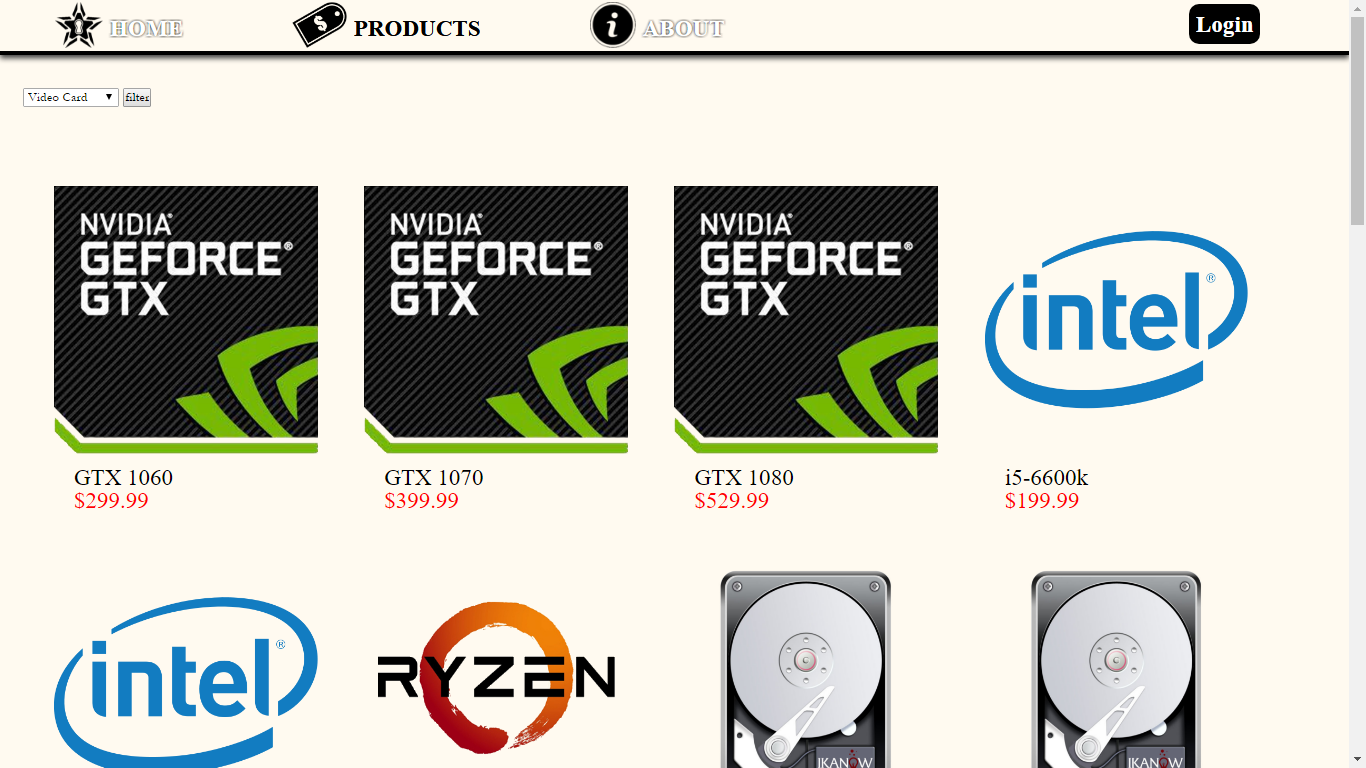 HOME
PRODUCTS
ABOUT
Login
Video Card
filter
NVIDIA®
GEFORCE®
GTX
NVIDIA®
GEFORCE®
GTX
NVIDIA®
GEFORCE®
GTX
intel®
GTX 1060
$299.99
GTX 1070
$399.99
GTX 1080
$529.99
i5-6600k
$199.99
intel®
RYZEN
IKANOW
IKANOW